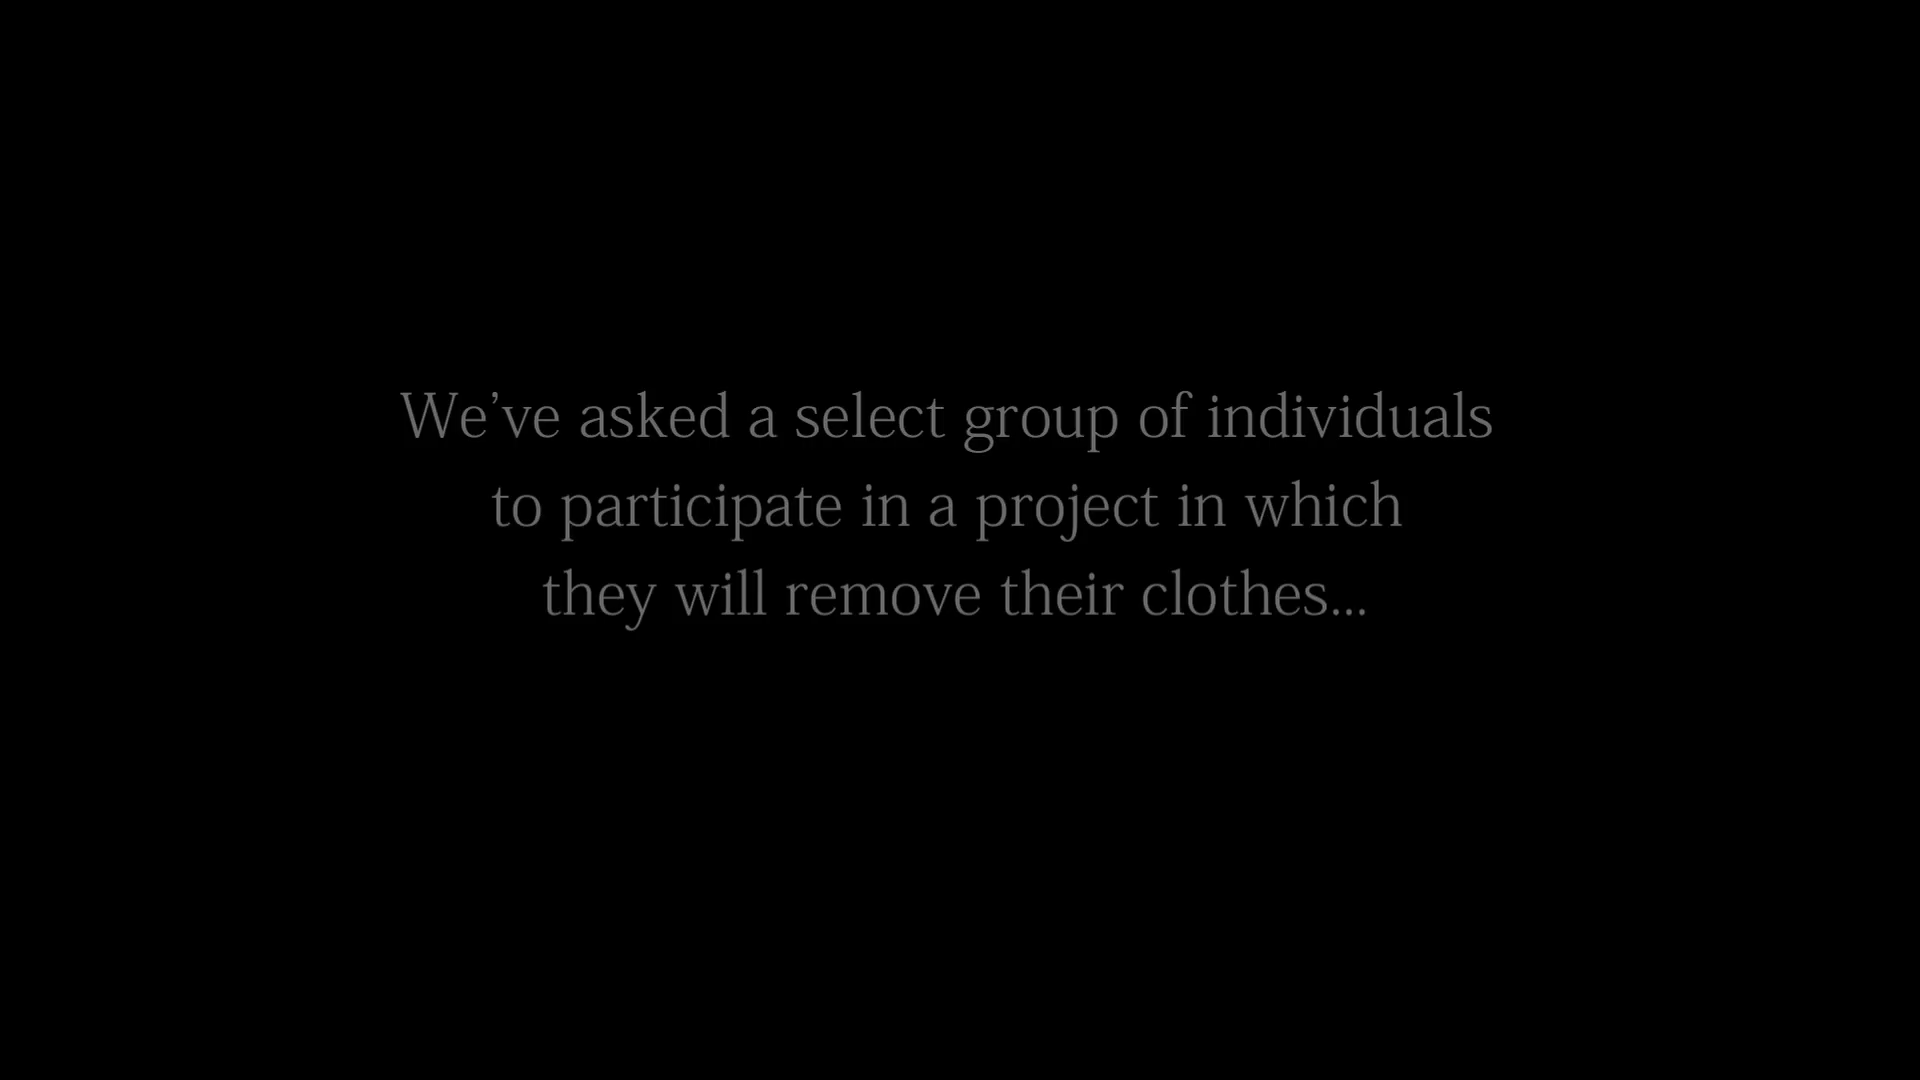 We’ve asked a select group of individuals
to participate in a project in which
they will remove their clothes...